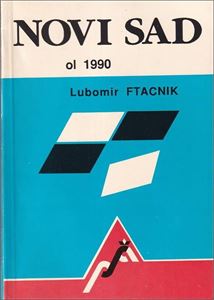 NOVI SAD
ol 1990
Lubomir FTACNIK